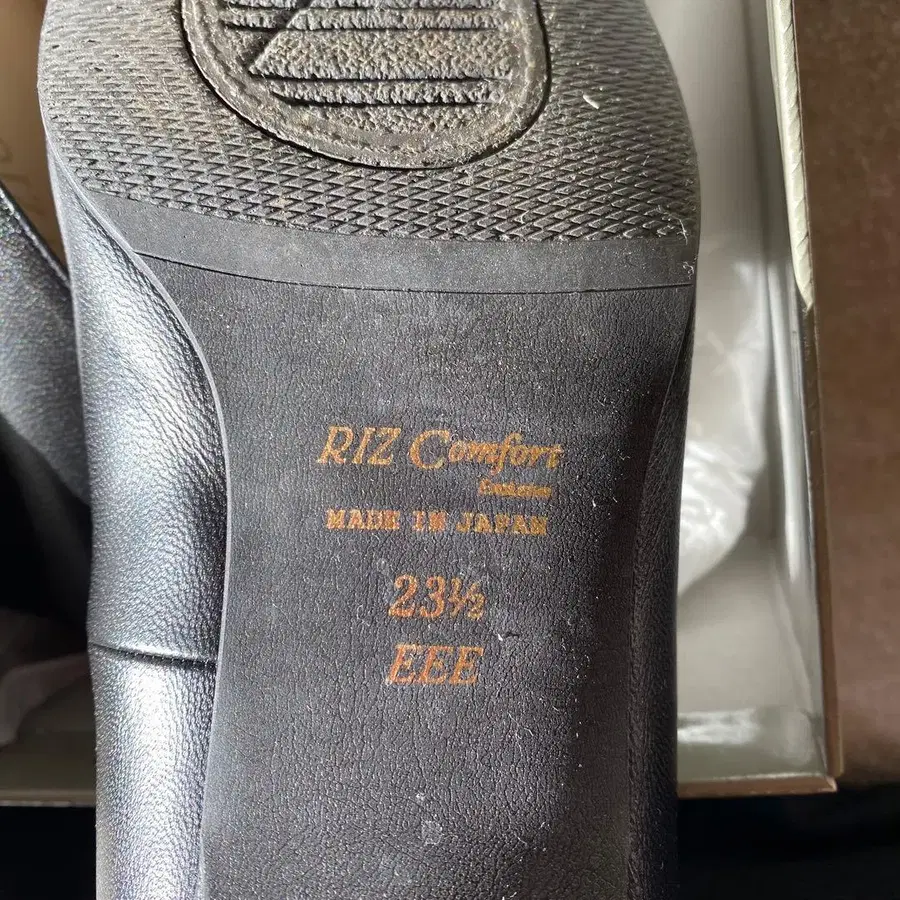 RIZ Comfort
MADE IN JAPAN
23½
EEE